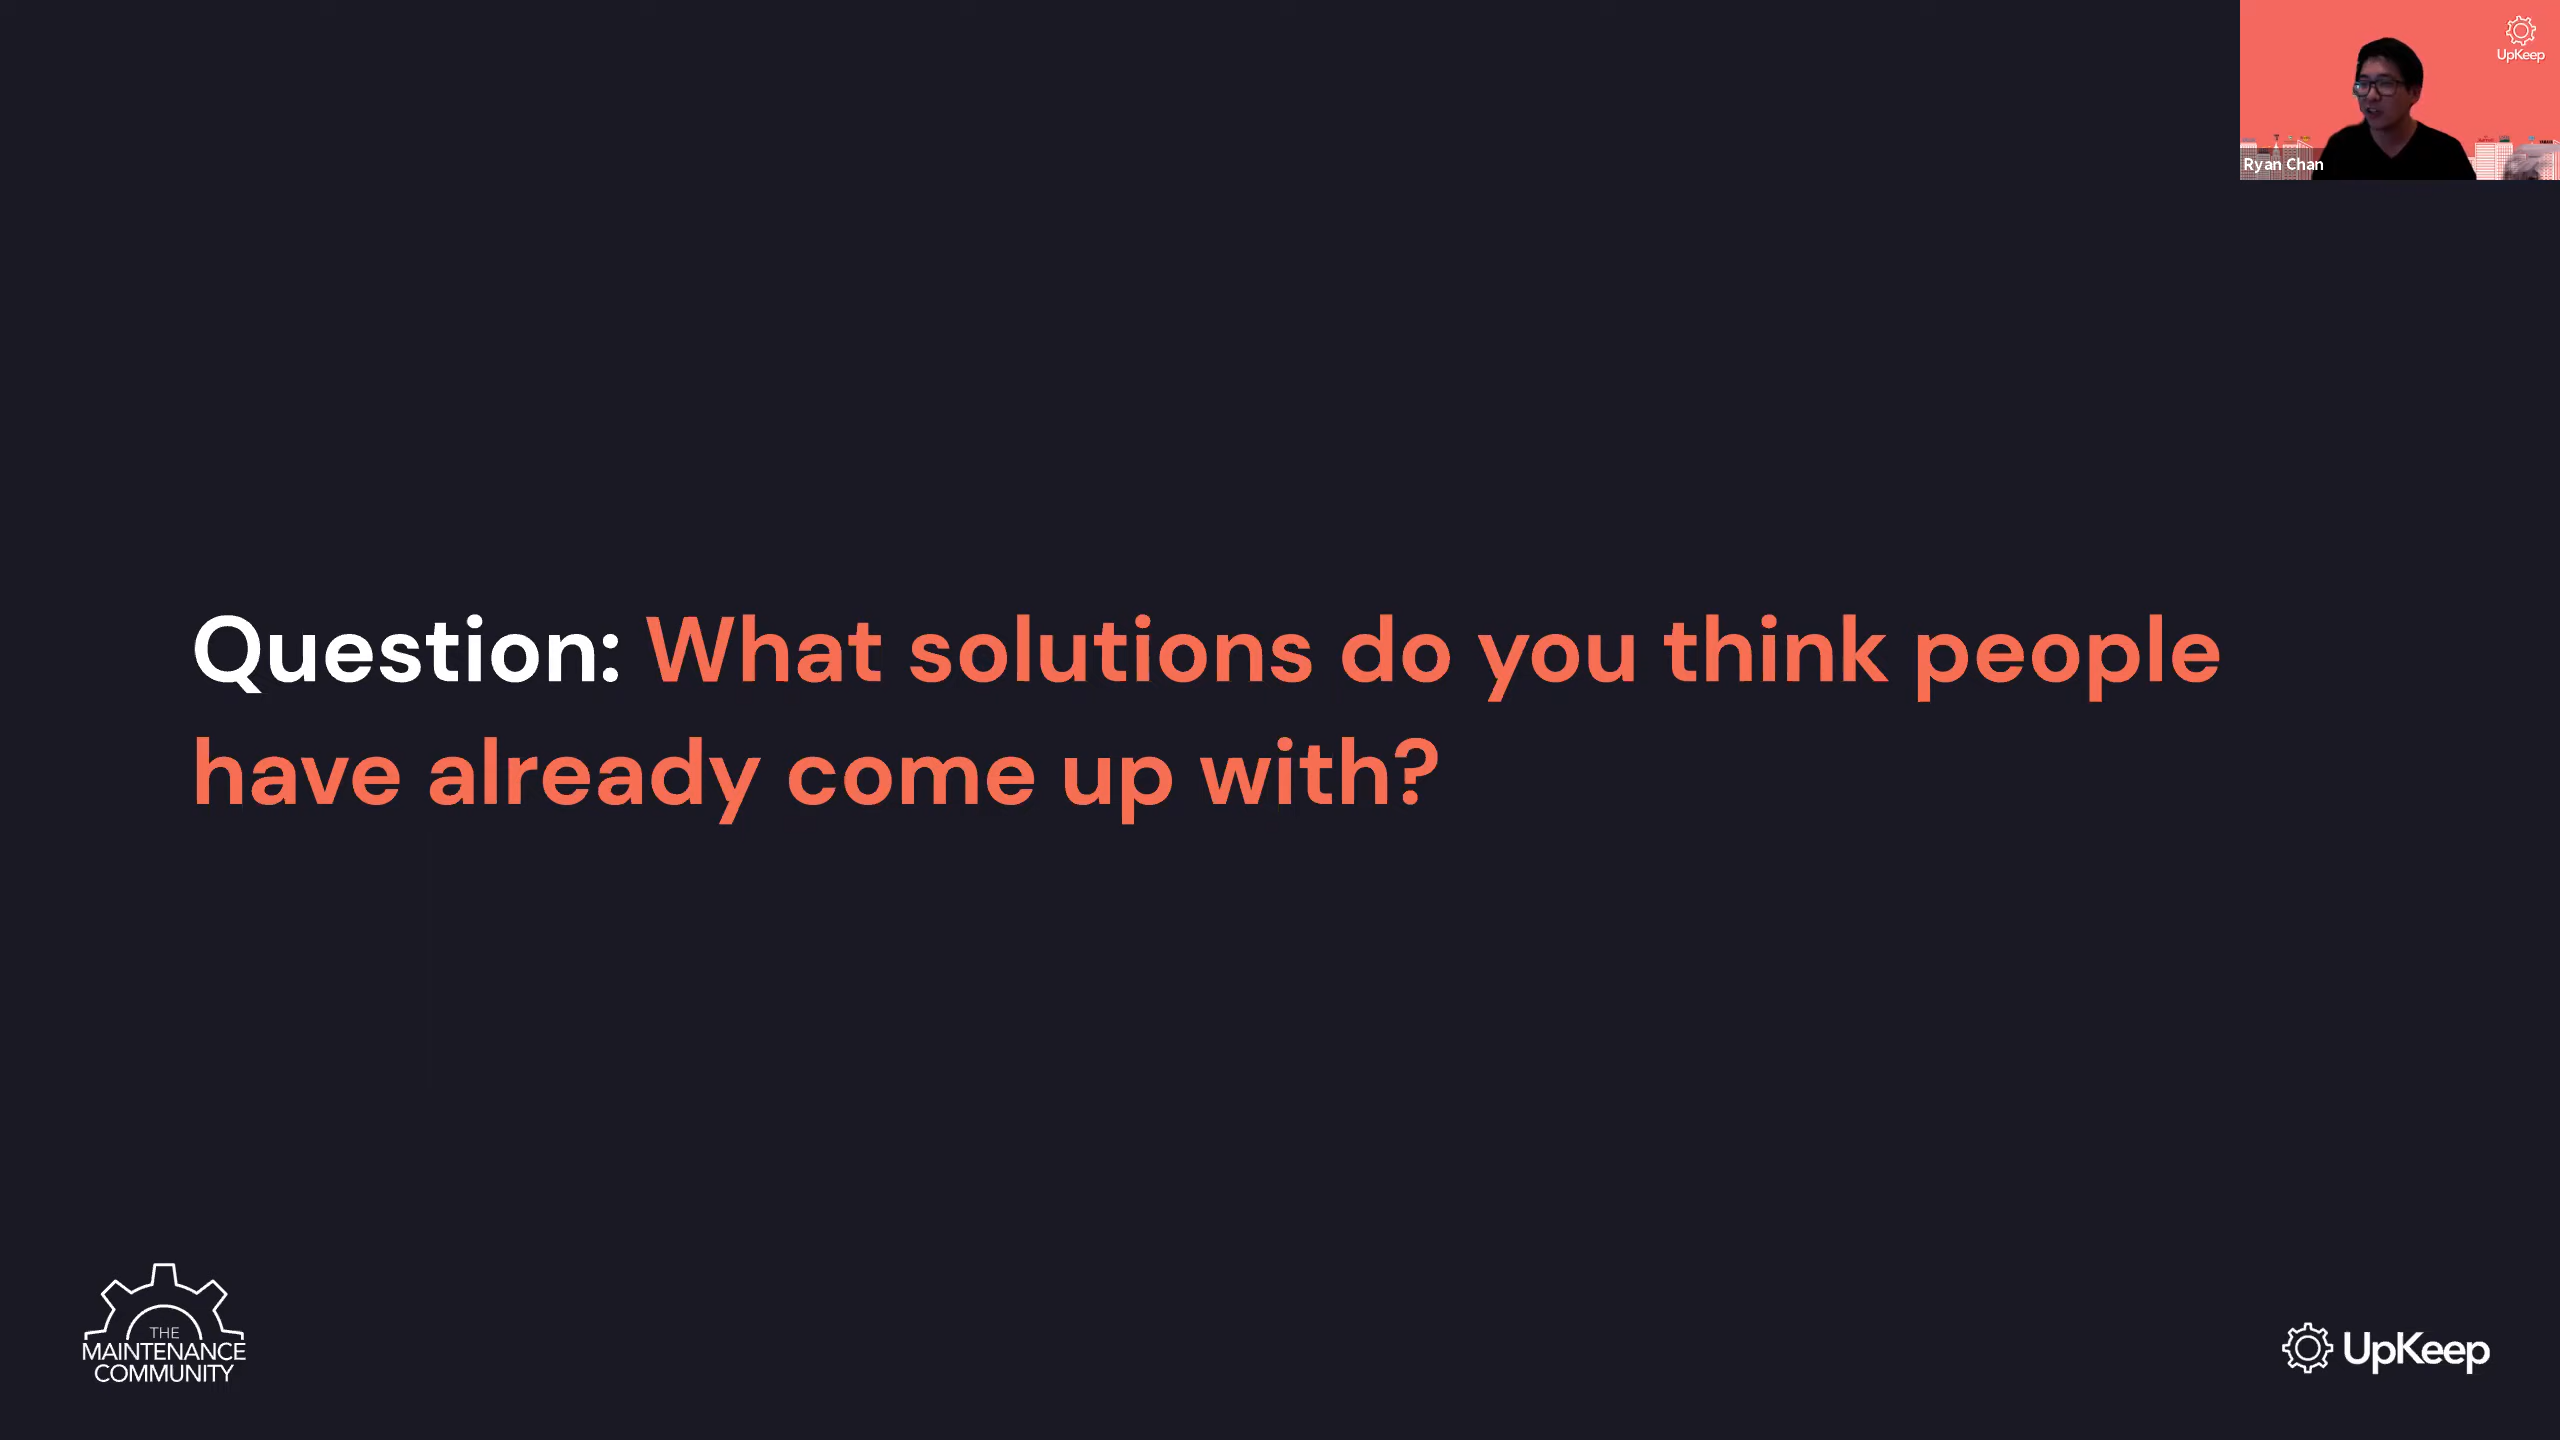 UpKeep
Ryan Chan
Question: What solutions do you think people
have already come up with?
THE
MAINTENANCE
COMMUNITY
UpKeep